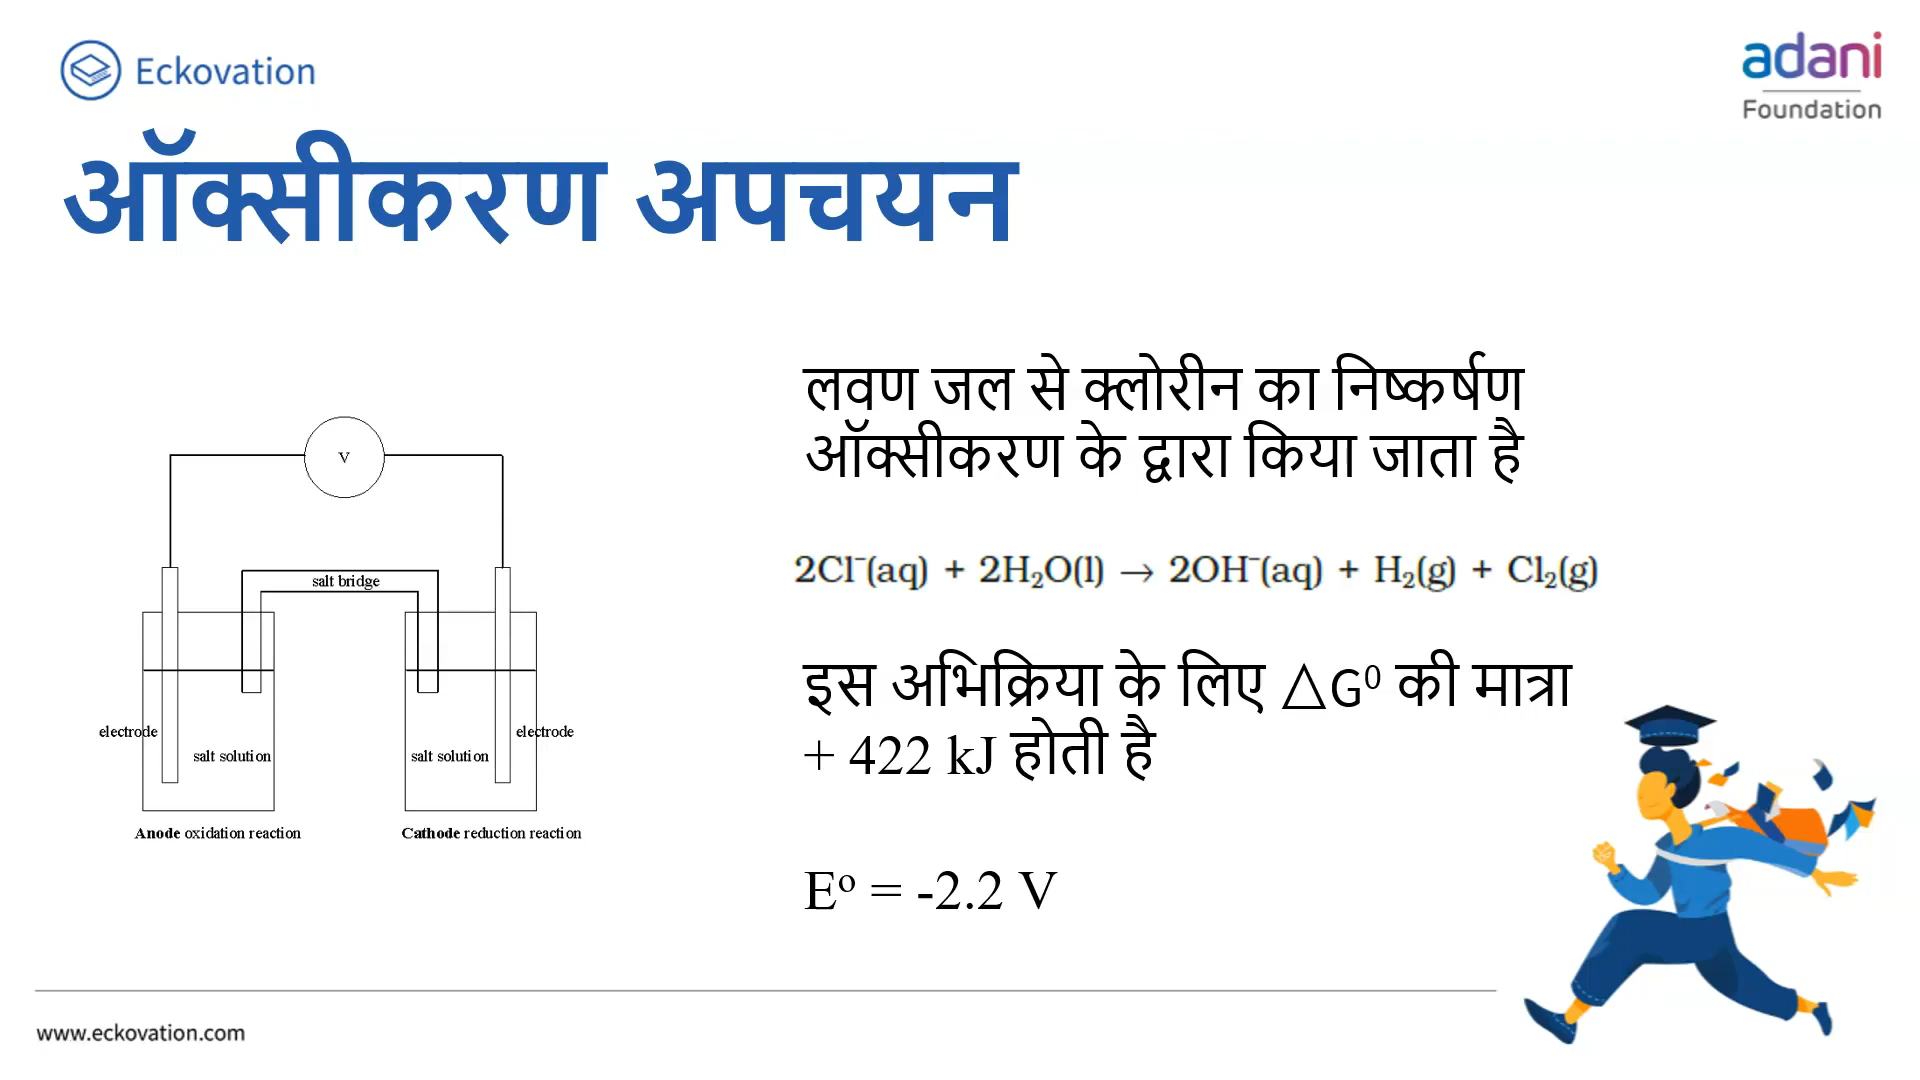 Eckovation
adani
Foundation
ऑक्सीकरण अपचयन
लवण जल से क्लोरीन का निष्कर्षण
ऑक्सीकरण के द्वारा किया जाता है
2Cl⁻(aq) + 2H₂O(l) → 2OH⁻(aq) + H₂(g) + Cl₂(g)
इस अभिक्रिया के लिए △G⁰ की मात्रा
+ 422 kJ होती है
Eᵒ = -2.2 V
V
salt bridge
electrode
electrode
salt solution
salt solution
Anode oxidation reaction
Cathode reduction reaction
www.eckovation.com